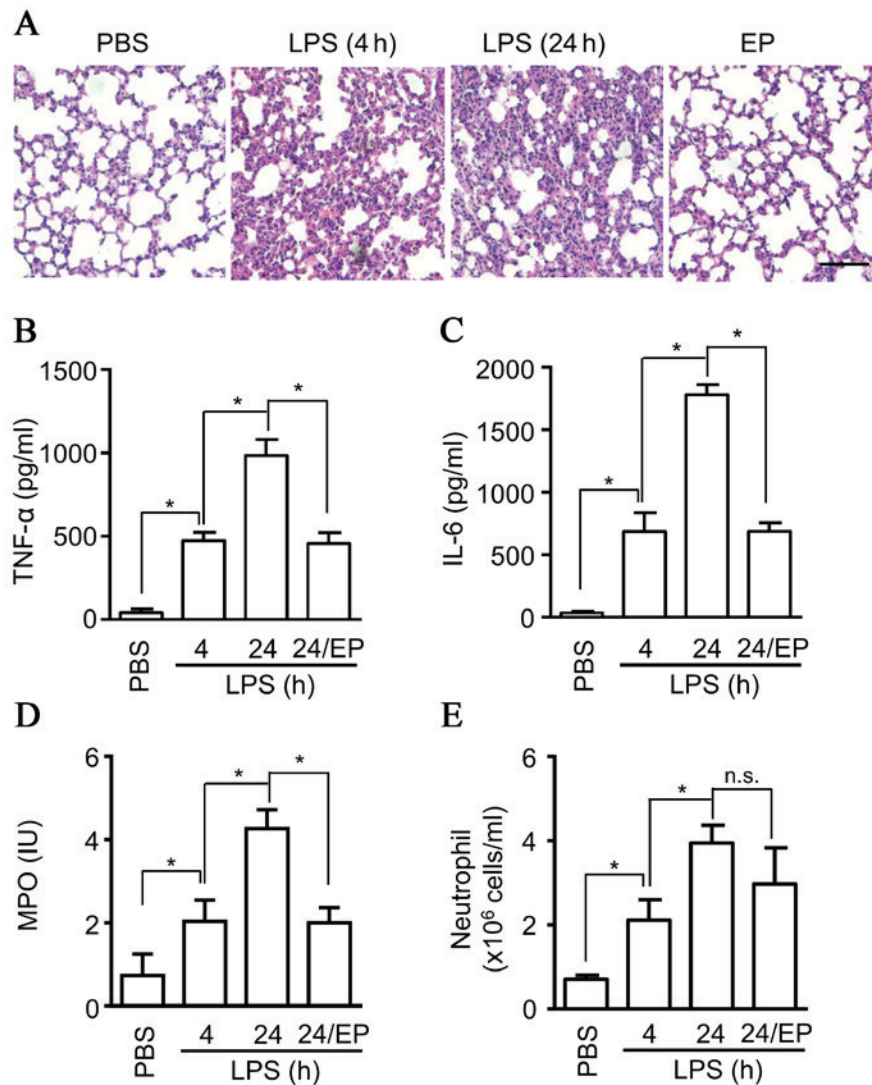 A
PBS LPS (4 h) LPS (24 h) EP
B
TNF-α (pg/ml)
1500
1000
500
0
* * *
PBS 4 24 24/EP
LPS (h)
C
IL-6 (pg/ml)
2000
1500
1000
500
0
* * *
PBS 4 24 24/EP
LPS (h)
D
MPO (IU)
6
4
2
0
* * *
PBS 4 24 24/EP
LPS (h)
E
Neutrophil
(x10⁶ cells/ml)
6
4
2
0
* * n.s.
PBS 4 24 24/EP
LPS (h)